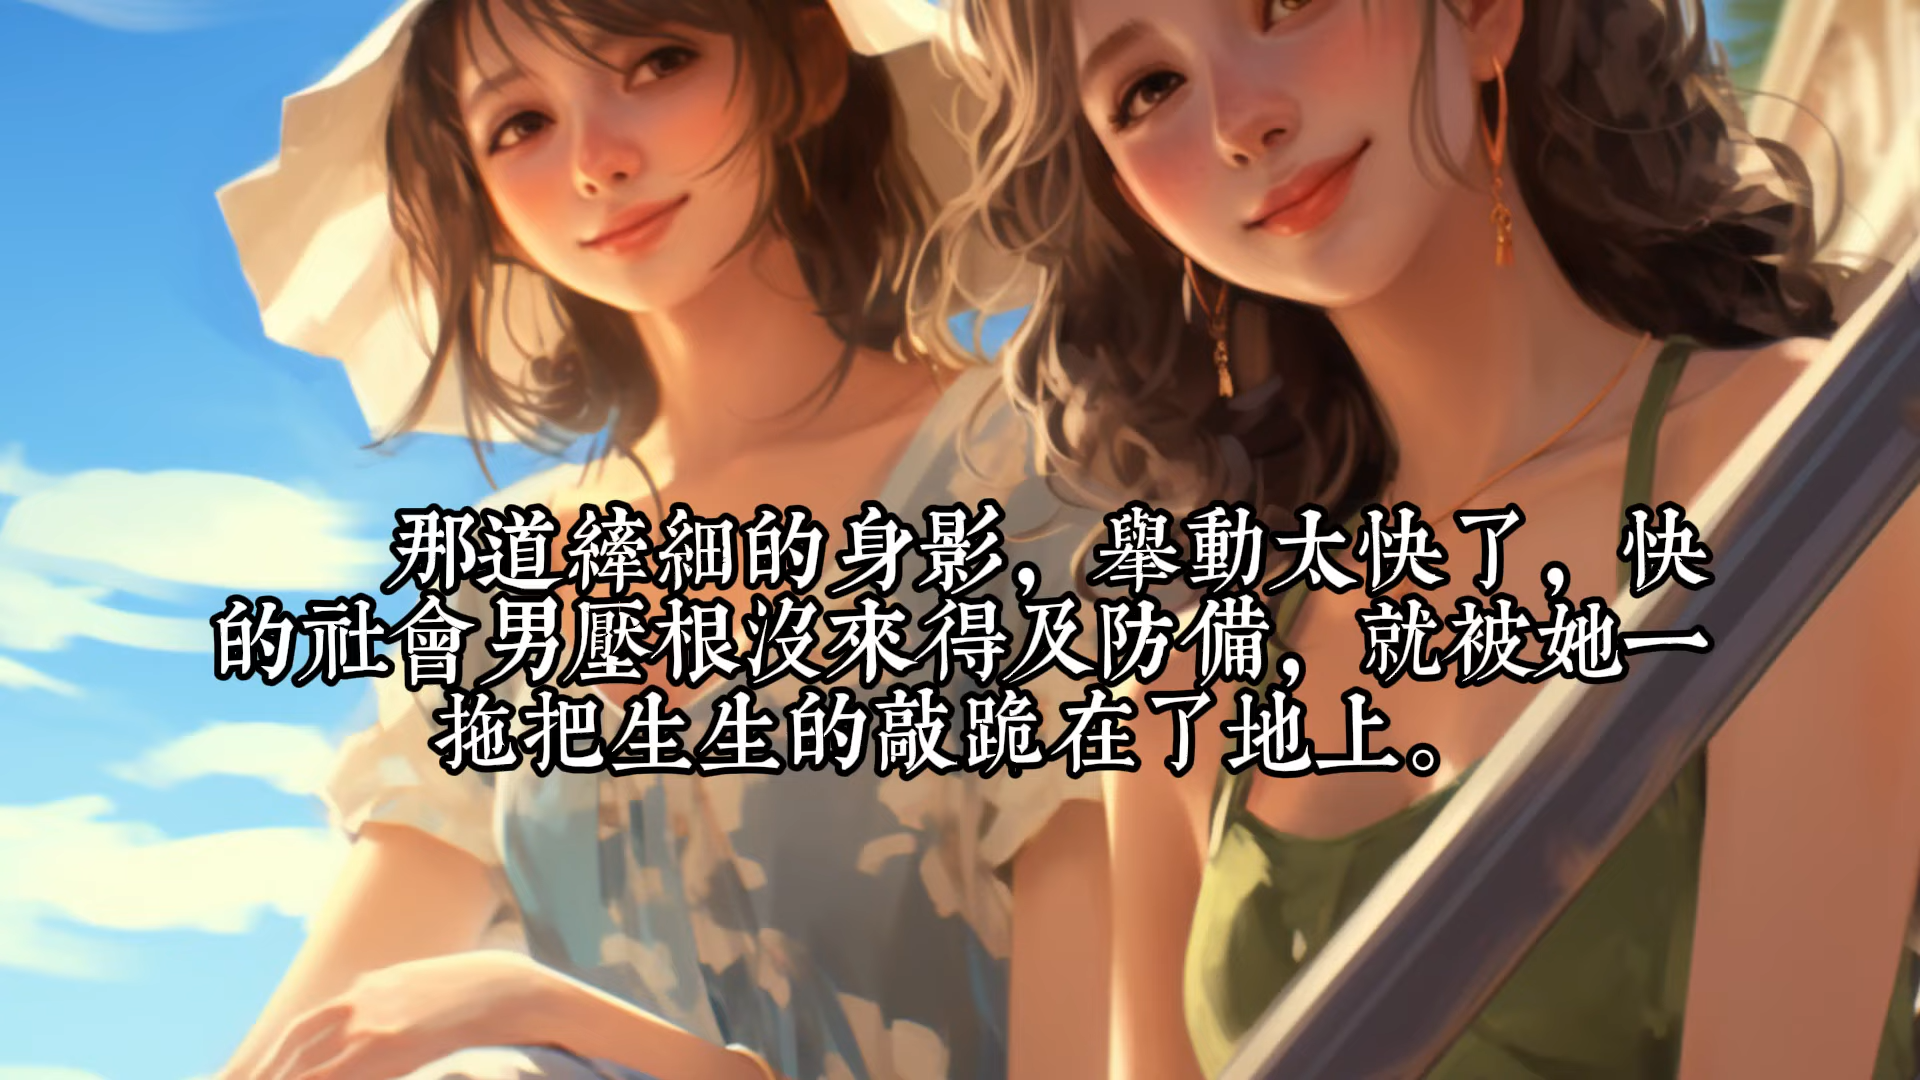 那道縴細的身影，舉動太快了，快
的社會男壓根沒來得及防備，就被她一
拖把生生的敲跪在了地上。